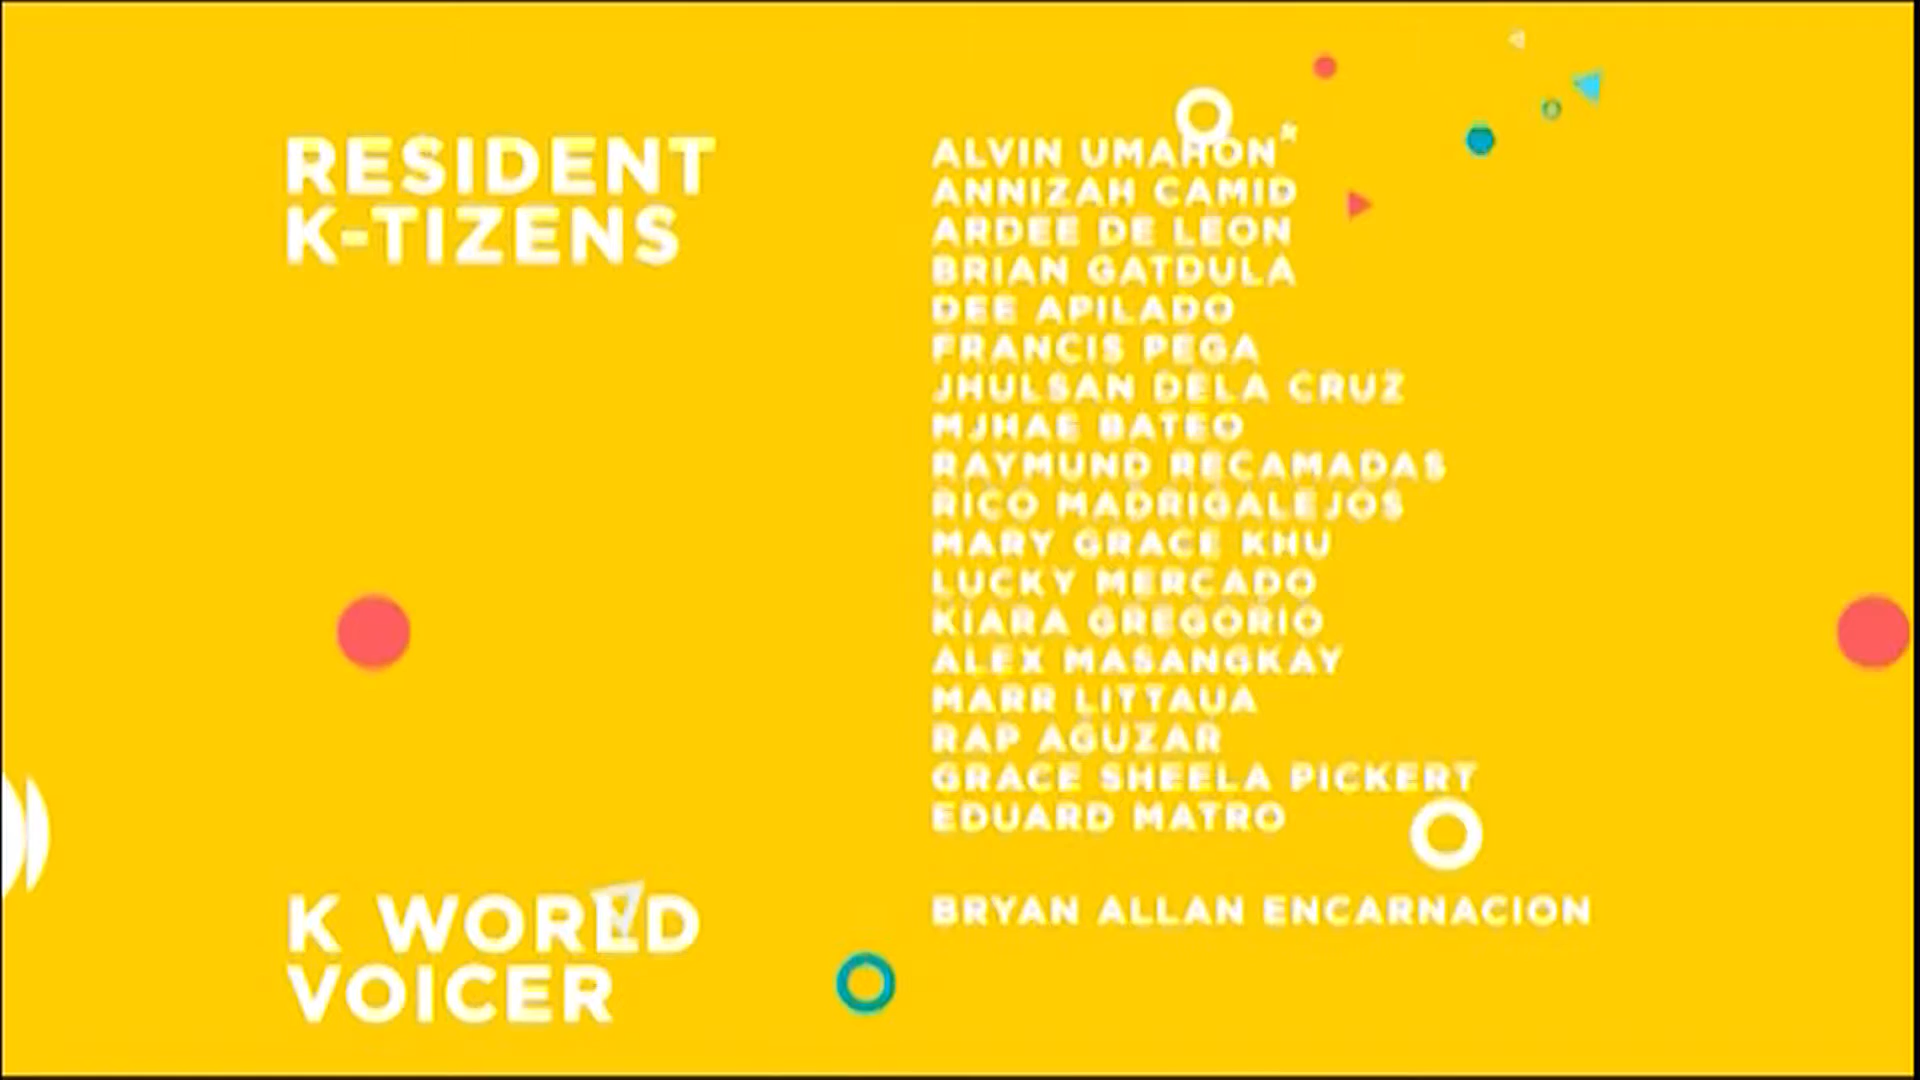 RESIDENT
K-TIZENS
ALVIN UMAHON*
ANNIZAH CAMID
ARDEE DE LEON
BRIAN GATDULA
DEE APILADO
FRANCIS PEGA
JHULSAN DELA CRUZ
MJHAE BATEO
RAYMUND RECAMADAS
RICO MADRIGALEJOS
MARY GRACE KHU
LUCKY MERCADO
KIARA GREGORIO
ALEX MASANGKAY
MARR LITTAUA
RAP AGUZAR
GRACE SHEELA PICKERT
EDUARD MATRO
K WORLD
VOICER
BRYAN ALLAN ENCARNACION